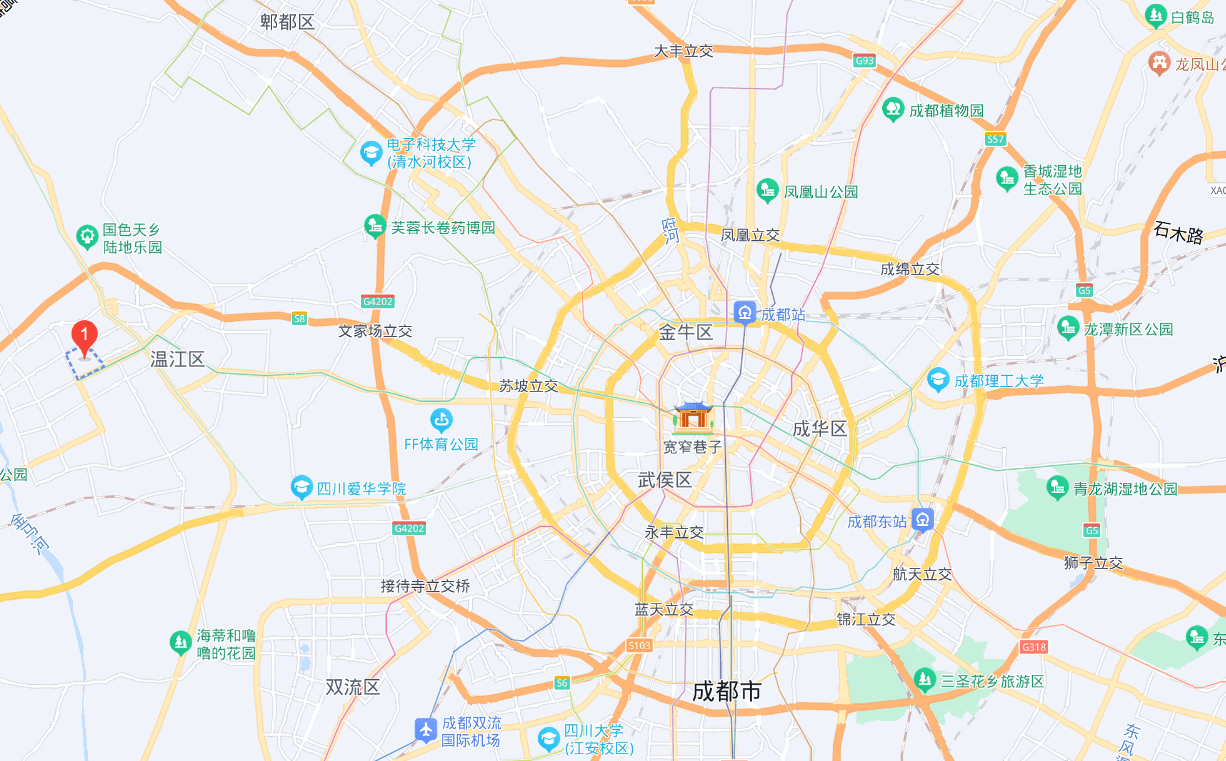 郫都区
白鹤岛
大丰立交
G93
龙凤山公
成都植物园
S57
电子科技大学
(清水河校区)
香城湿地
生态公园
凤凰山公园
XA0
国色天乡
陆地乐园
芙蓉长卷药博园
府
河
凤凰立交
石木路
成绵立交
G4202
G5
S8
成都站
1
文家场立交
金牛区
龙潭新区公园
温江区
苏坡立交
成都理工大学
宽窄巷子
成华区
FF体育公园
公园
武侯区
四川爱华学院
青龙湖湿地公园
金马河
G4202
成都东站
G5
永丰立交
狮子立交
航天立交
接待寺立交桥
蓝天立交
锦江立交
海蒂和噜
噜的花园
S103
G318
东
双流区
S6
成都市
三圣花乡旅游区
成都双流
国际机场
四川大学
(江安校区)
东
风